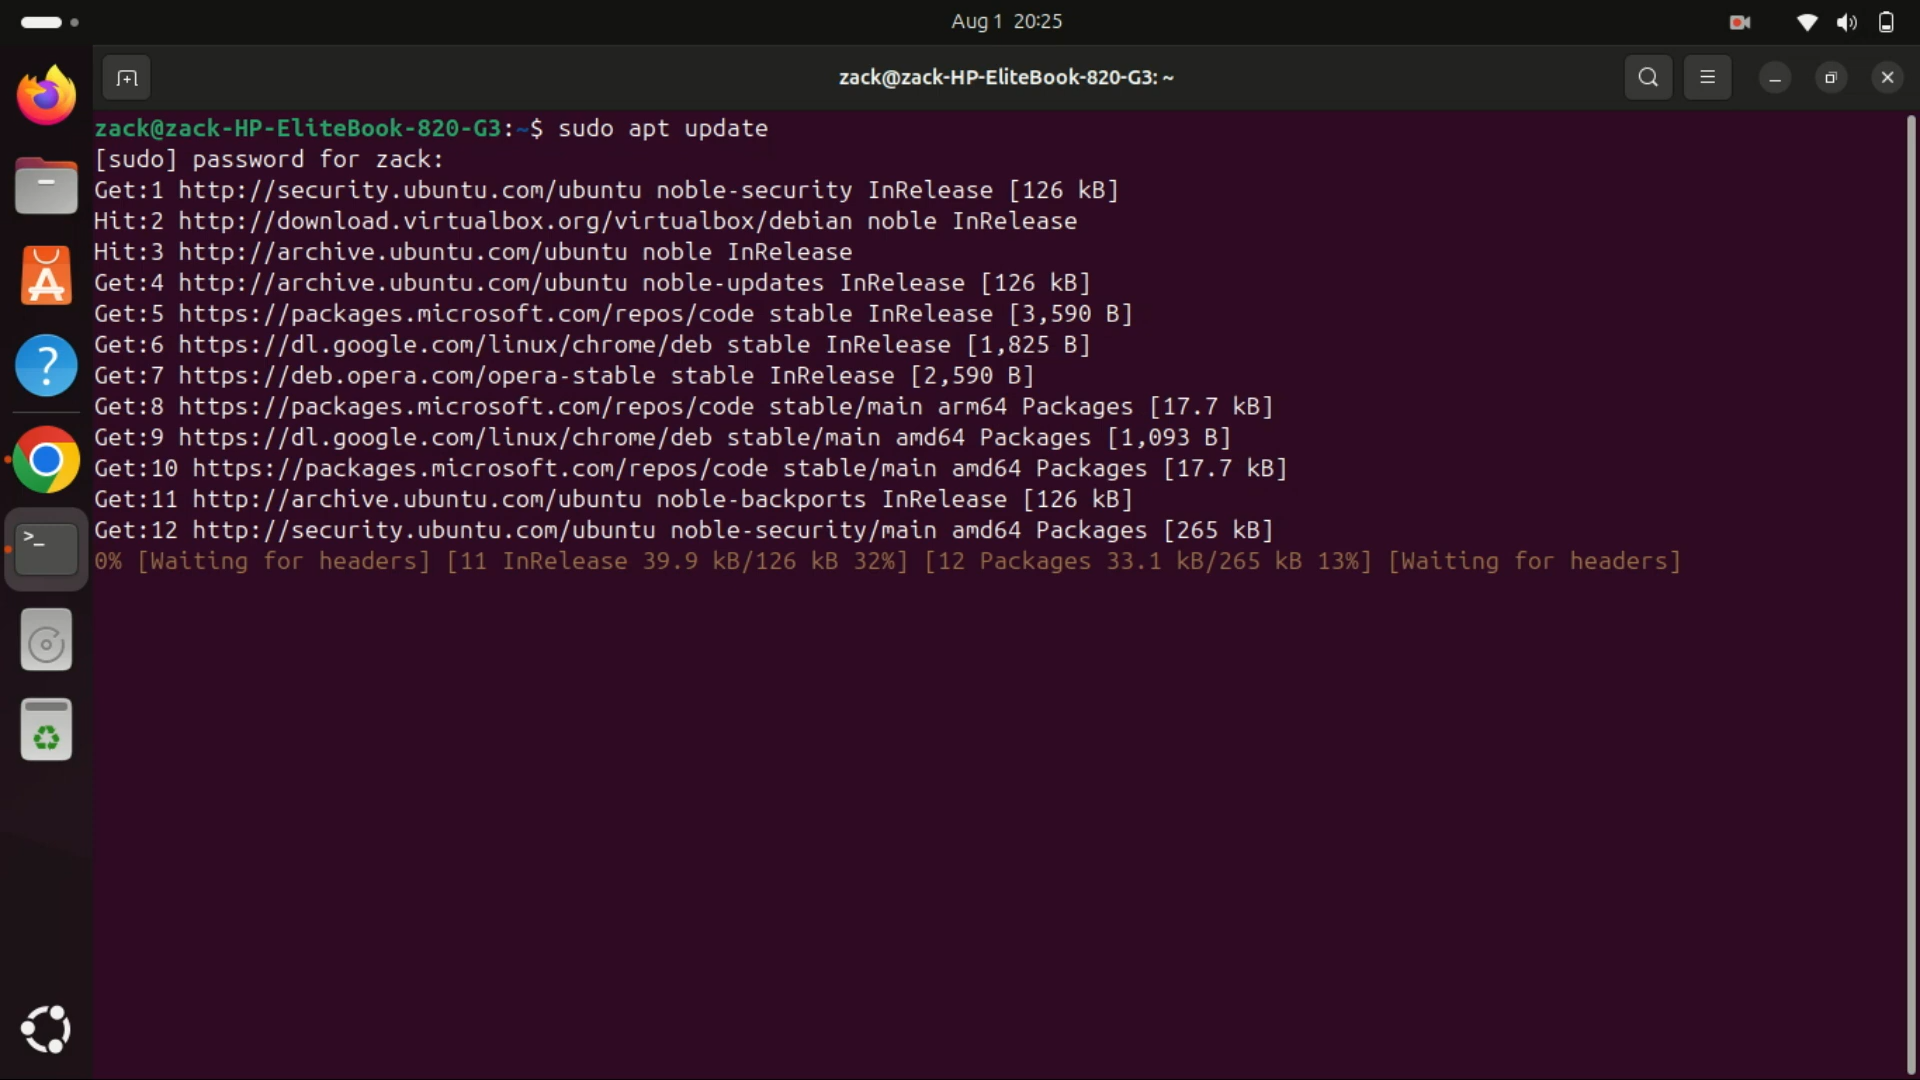 Aug 1 20:25
zack@zack-HP-EliteBook-820-G3: ~
zack@zack-HP-EliteBook-820-G3:~$ sudo apt update
[sudo] password for zack:
Get:1 http://security.ubuntu.com/ubuntu noble-security InRelease [126 kB]
Hit:2 http://download.virtualbox.org/virtualbox/debian noble InRelease
Hit:3 http://archive.ubuntu.com/ubuntu noble InRelease
Get:4 http://archive.ubuntu.com/ubuntu noble-updates InRelease [126 kB]
Get:5 https://packages.microsoft.com/repos/code stable InRelease [3,590 B]
Get:6 https://dl.google.com/linux/chrome/deb stable InRelease [1,825 B]
Get:7 https://deb.opera.com/opera-stable stable InRelease [2,590 B]
Get:8 https://packages.microsoft.com/repos/code stable/main arm64 Packages [17.7 kB]
Get:9 https://dl.google.com/linux/chrome/deb stable/main amd64 Packages [1,093 B]
Get:10 https://packages.microsoft.com/repos/code stable/main amd64 Packages [17.7 kB]
Get:11 http://archive.ubuntu.com/ubuntu noble-backports InRelease [126 kB]
Get:12 http://security.ubuntu.com/ubuntu noble-security/main amd64 Packages [265 kB]
0% [Waiting for headers] [11 InRelease 39.9 kB/126 kB 32%] [12 Packages 33.1 kB/265 kB 13%] [Waiting for headers]